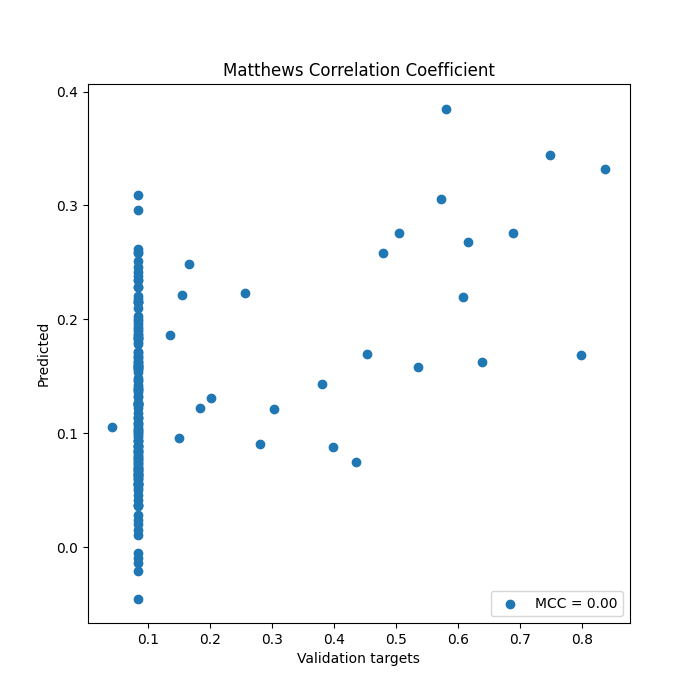 Matthews Correlation Coefficient
0.4
0.3
0.2
0.1
0.0
Predicted
MCC = 0.00
0.1 0.2 0.3 0.4 0.5 0.6 0.7 0.8
Validation targets